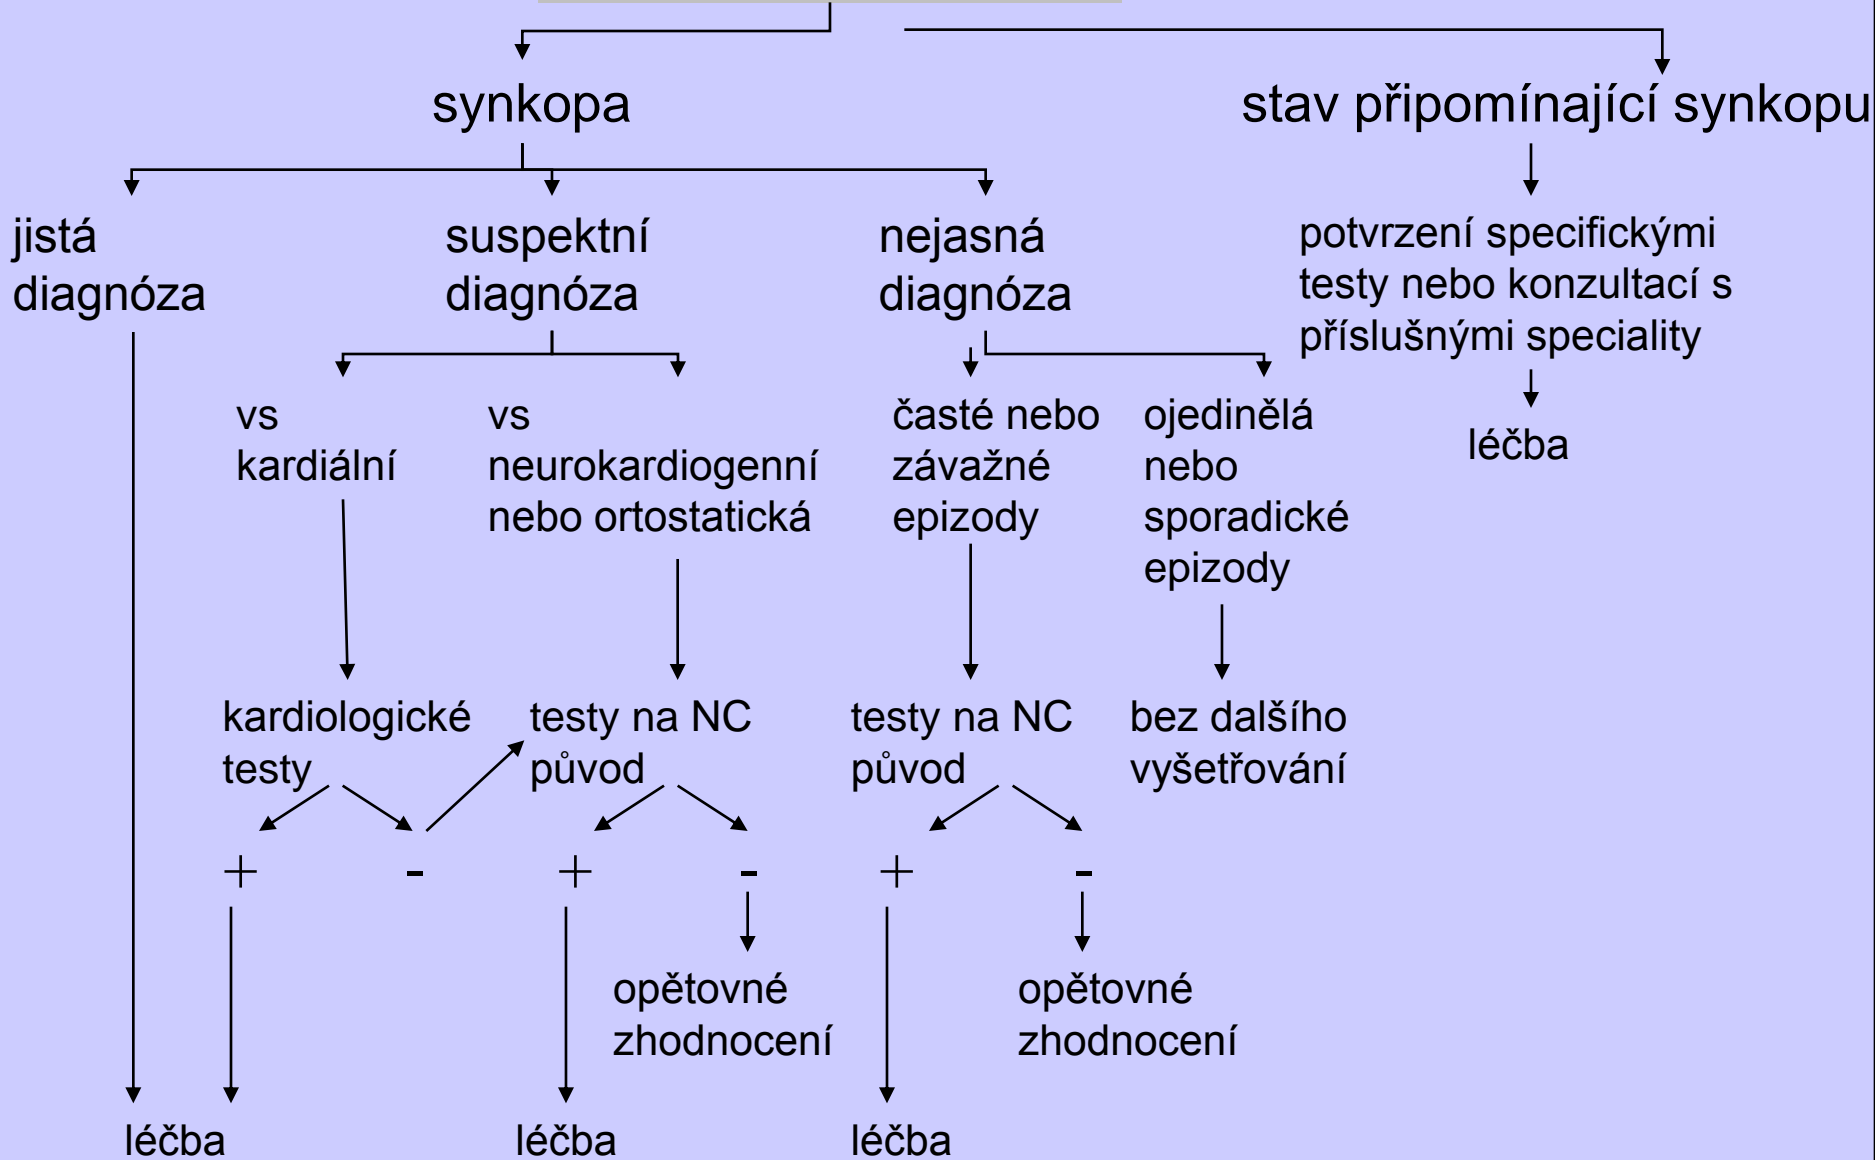 synkopa
stav připomínající synkopu
jistá
diagnóza
suspektní
diagnóza
nejasná
diagnóza
potvrzení specifickými
testy nebo konzultací s
příslušnými speciality
léčba
vs
kardiální
vs
neurokardiogenní
nebo ortostatická
časté nebo
závažné
epizody
ojedinělá
nebo
sporadické
epizody
kardiologické
testy
testy na NC
původ
testy na NC
původ
bez dalšího
vyšetřování
+
-
+
-
+
-
opětovné
zhodnocení
opětovné
zhodnocení
léčba
léčba
léčba